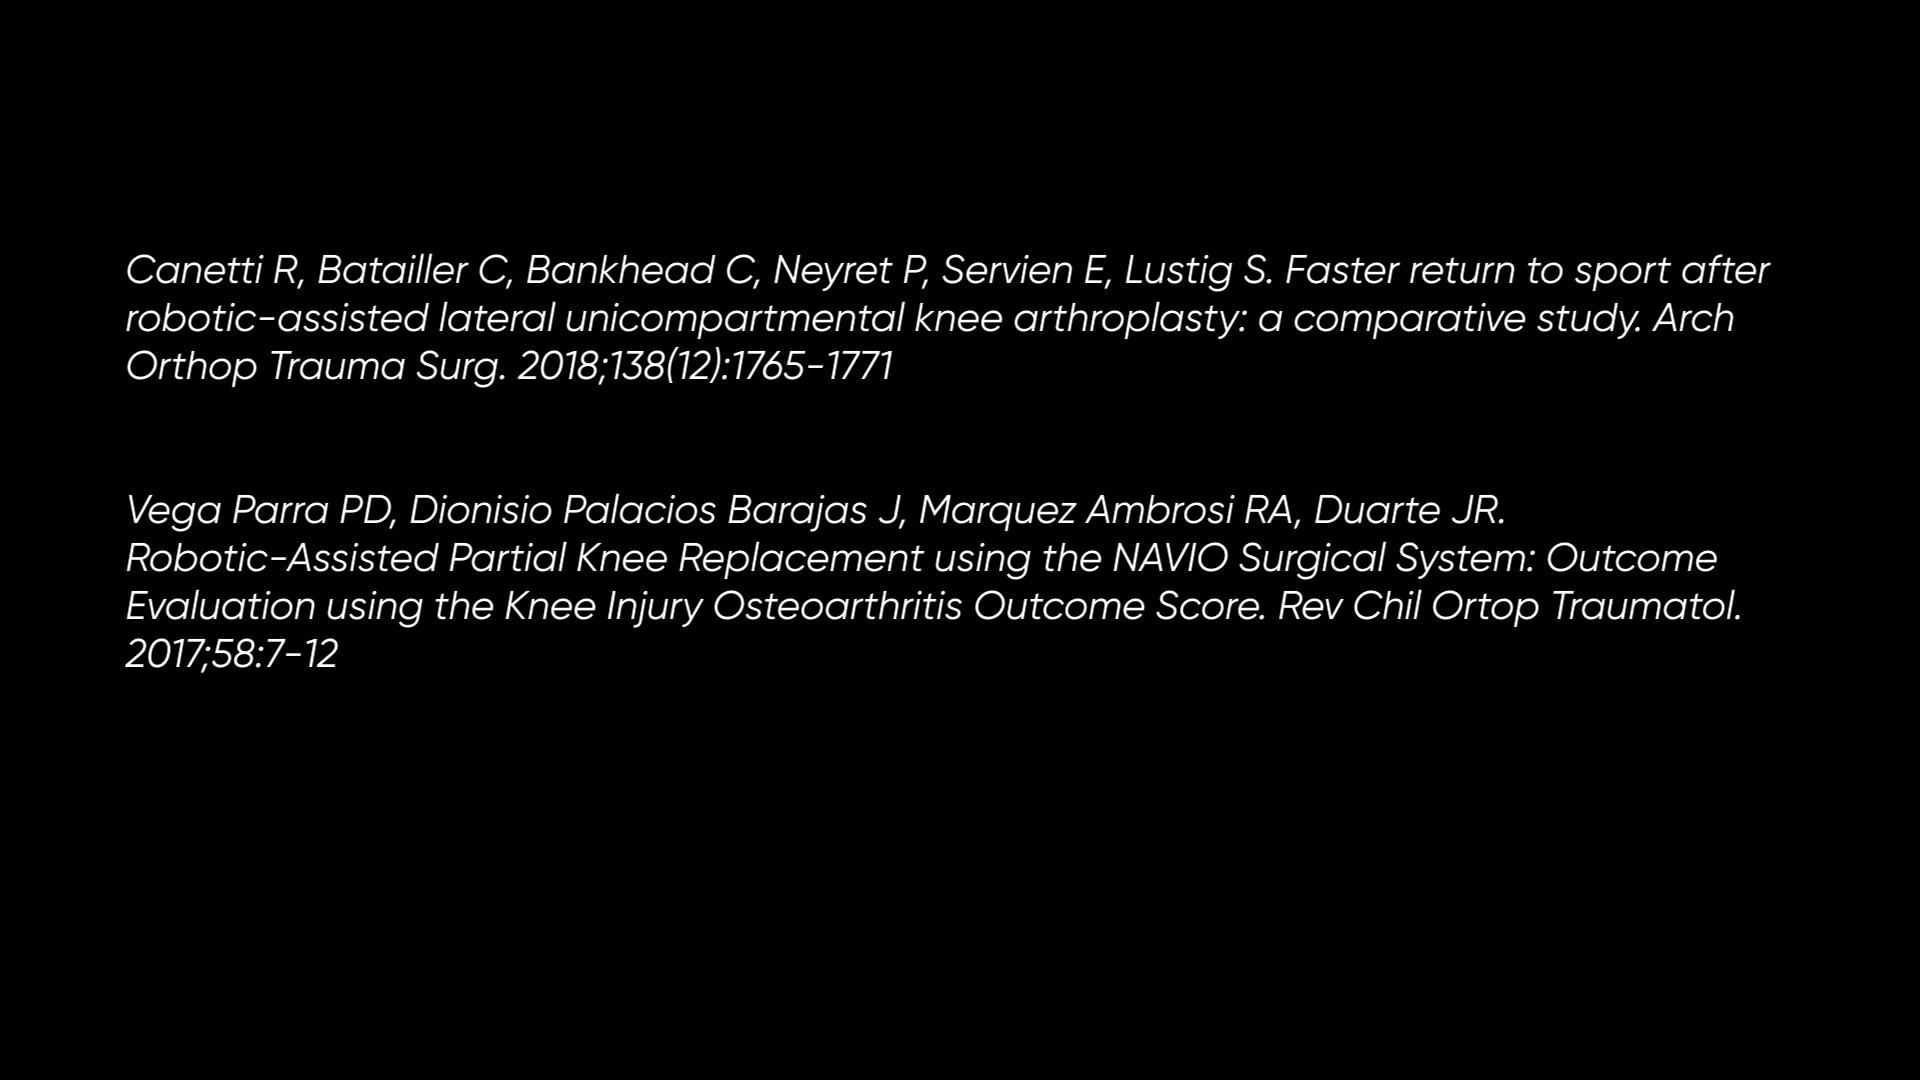 Canetti R, Batailler C, Bankhead C, Neyret P, Servien E, Lustig S. Faster return to sport after
robotic-assisted lateral unicompartmental knee arthroplasty: a comparative study. Arch
Orthop Trauma Surg. 2018;138(12):1765-1771
Vega Parra PD, Dionisio Palacios Barajas J, Marquez Ambrosi RA, Duarte JR.
Robotic-Assisted Partial Knee Replacement using the NAVIO Surgical System: Outcome
Evaluation using the Knee Injury Osteoarthritis Outcome Score. Rev Chil Ortop Traumatol.
2017;58:7-12